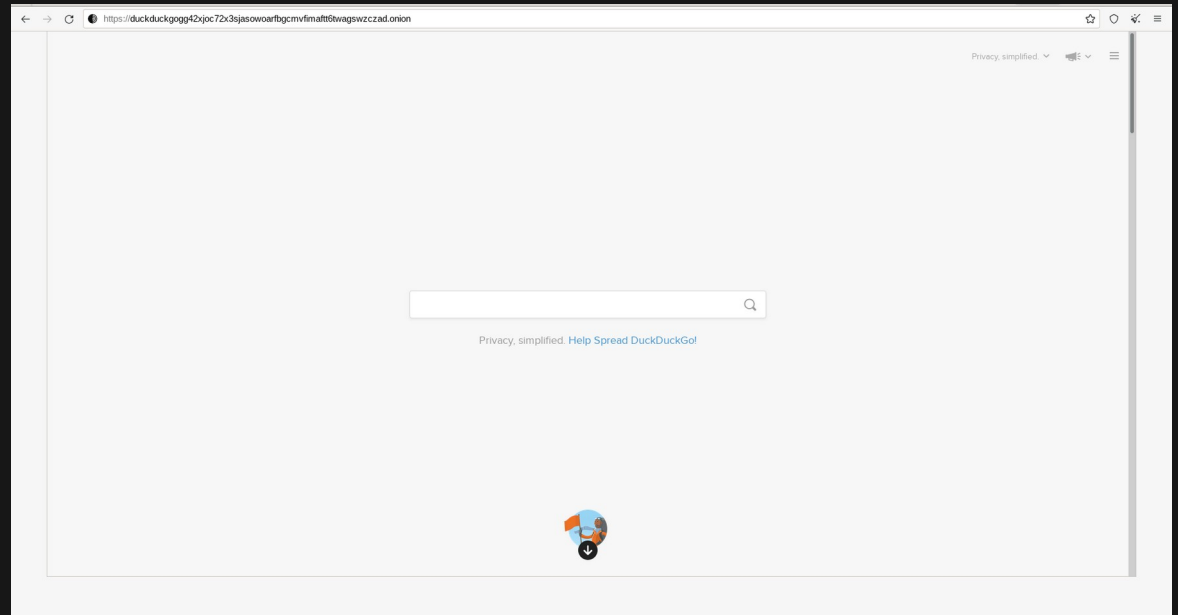 https://duckduckgogg42xjoc72x3sjasowoarfbgcmvfimaftt6twagswzczad.onion
Privacy, simplified.
Privacy, simplified. Help Spread DuckDuckGo!